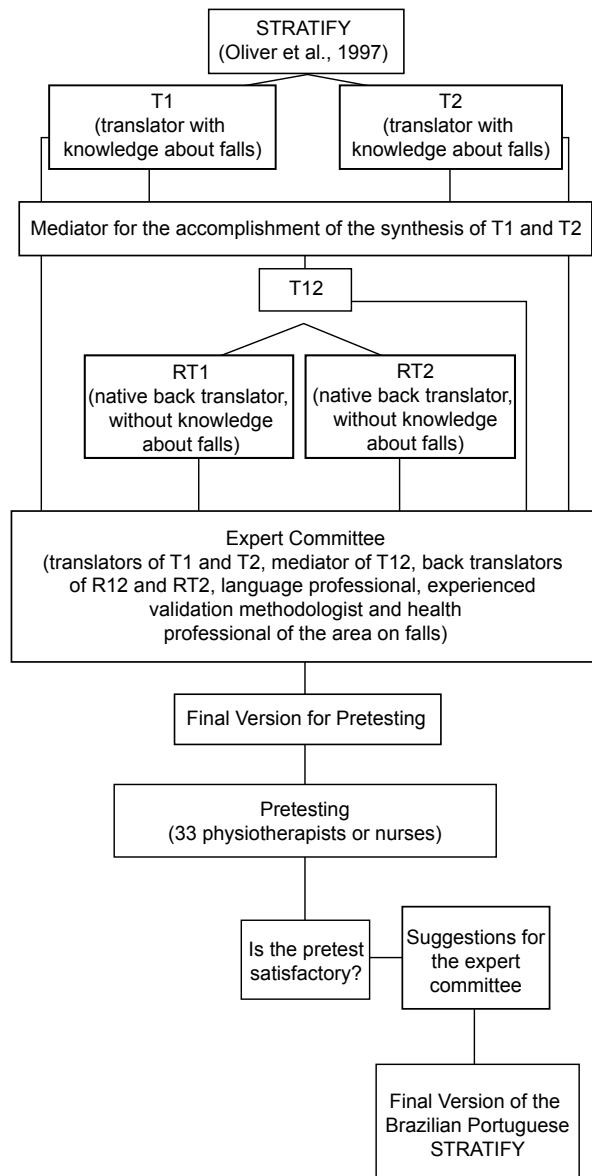 STRATIFY
(Oliver et al., 1997)
T1
(translator with
knowledge about falls)
T2
(translator with
knowledge about falls)
Mediator for the accomplishment of the synthesis of T1 and T2
T12
RT1
(native back translator,
without knowledge
about falls)
RT2
(native back translator,
without knowledge
about falls)
Expert Committee
(translators of T1 and T2, mediator of T12, back translators
of R12 and RT2, language professional, experienced
validation methodologist and health
professional of the area on falls)
Final Version for Pretesting
Pretesting
(33 physiotherapists or nurses)
Is the pretest
satisfactory?
Suggestions for
the expert
committee
Final Version of the
Brazilian Portuguese
STRATIFY